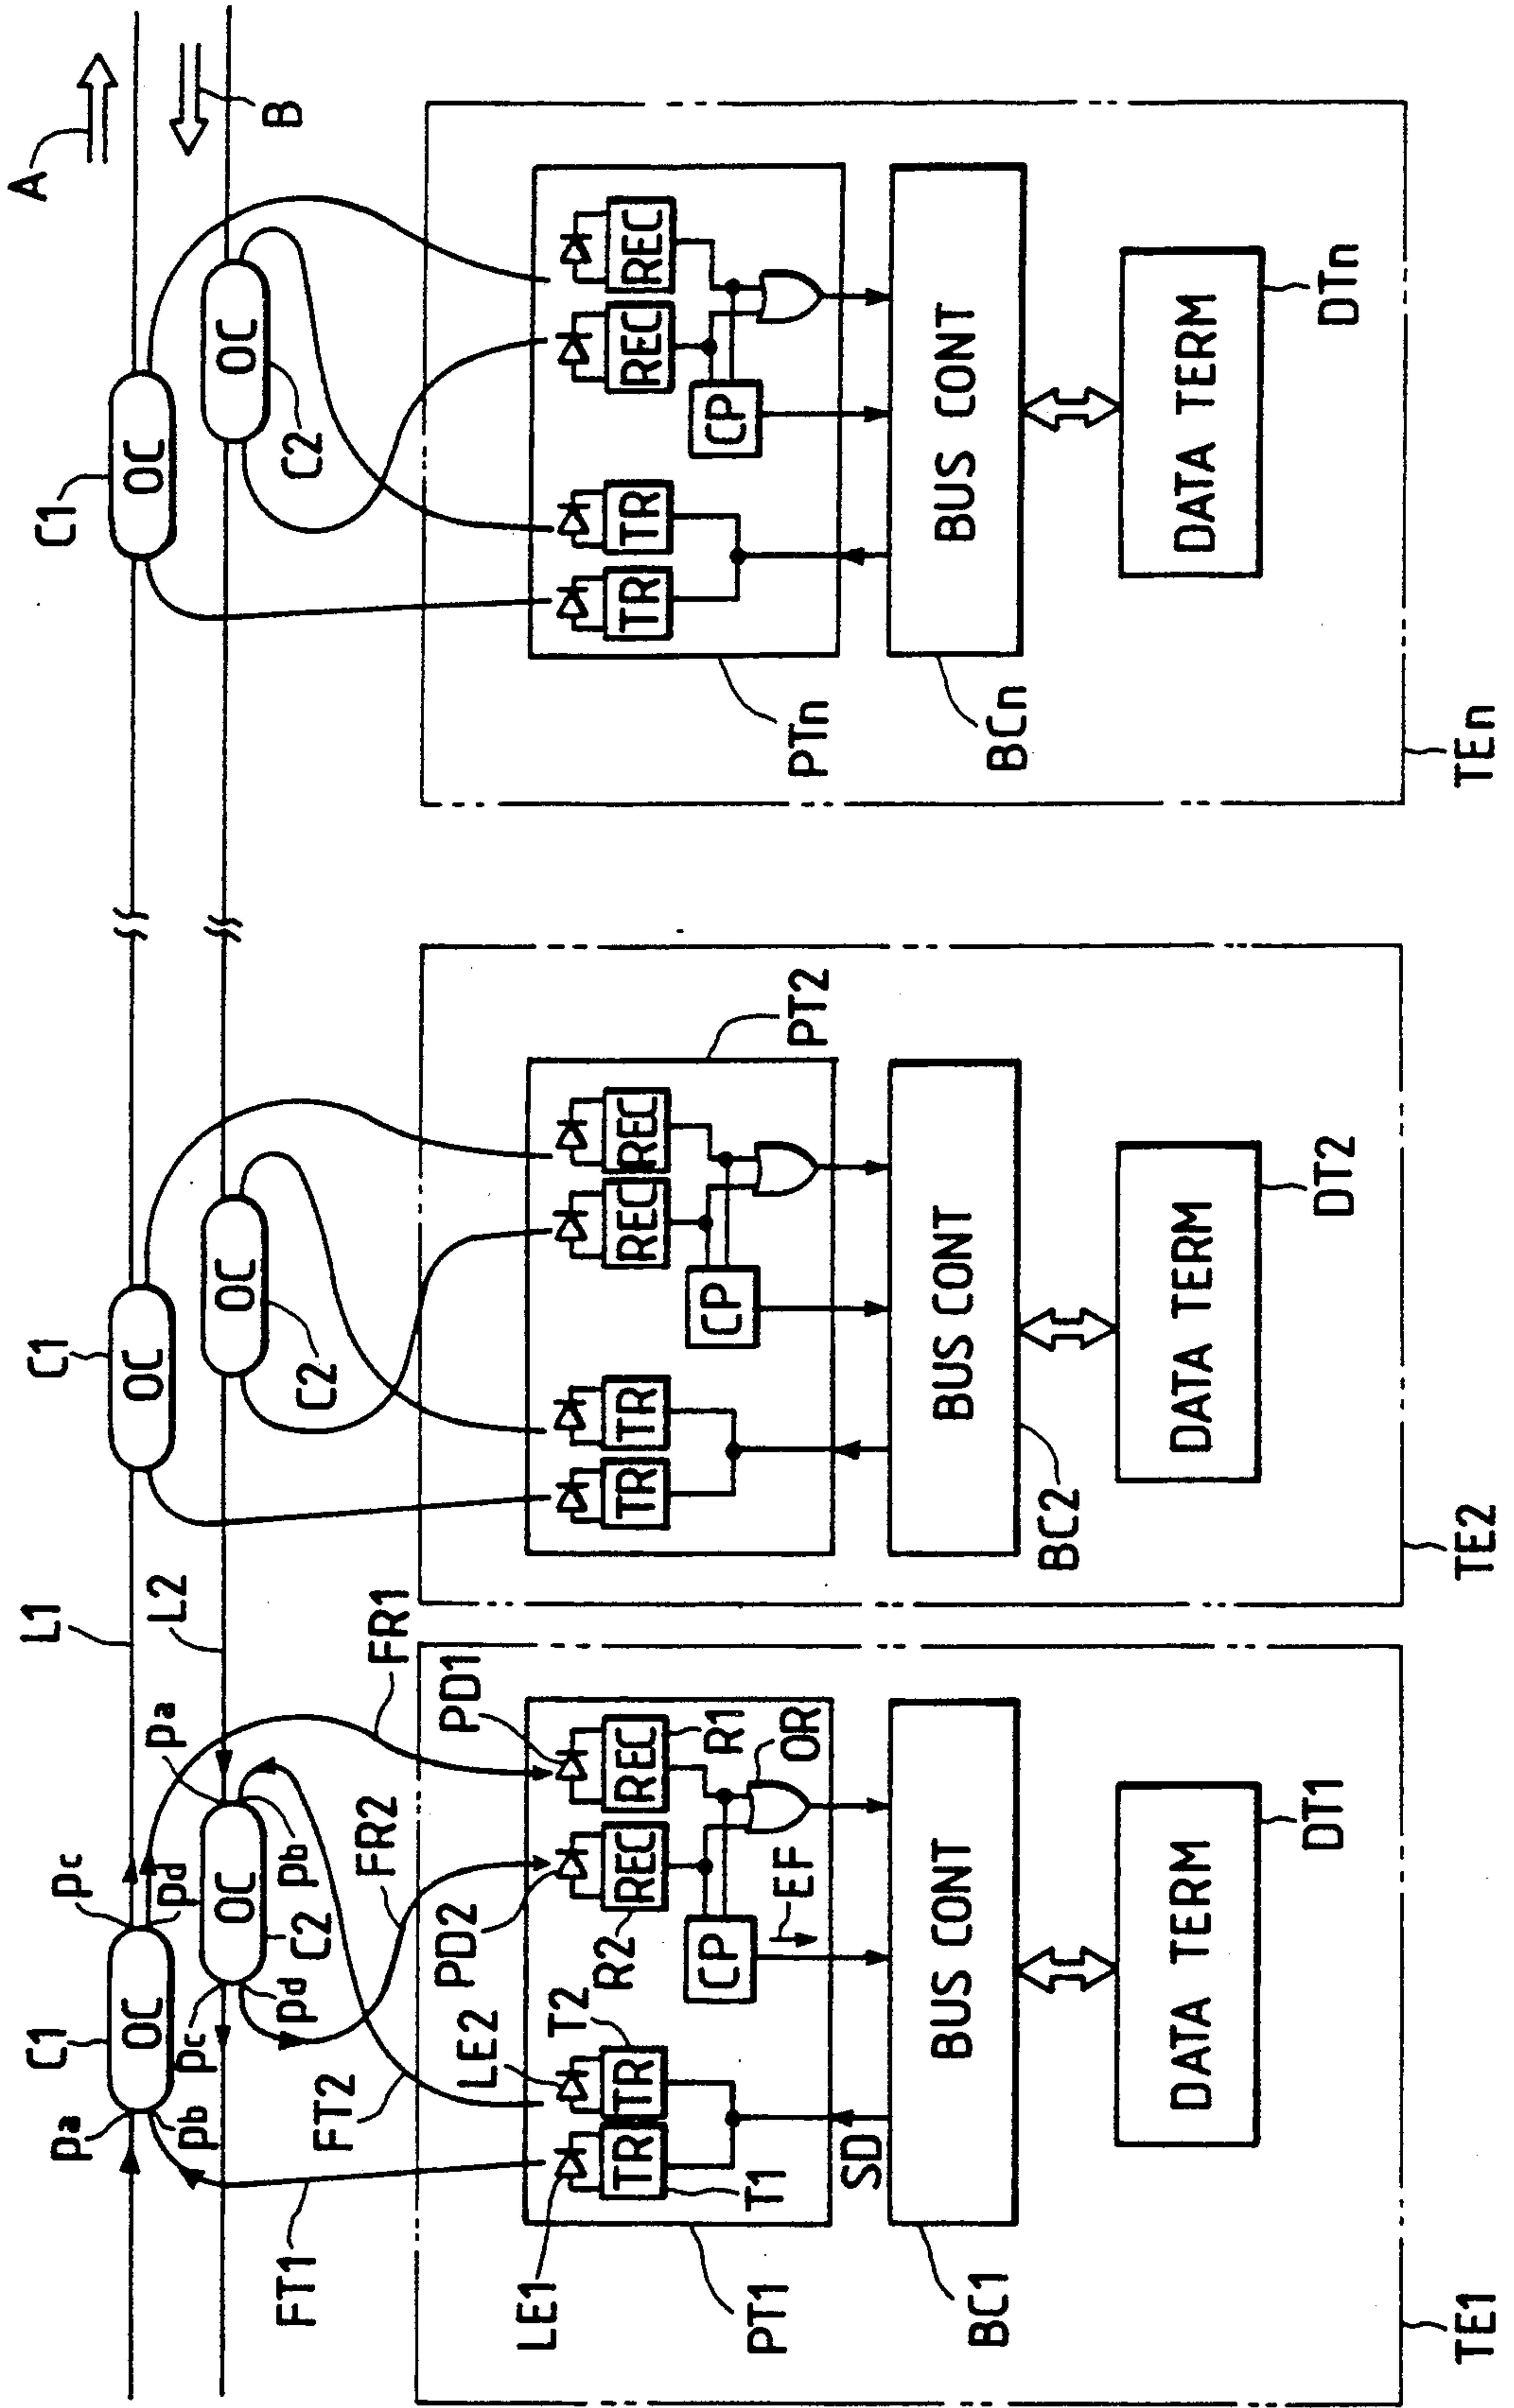 A
B
C1
OC
OC
C2
REC
REC
TR
TR
CP
PTn
BUS CONT
BCn
DATA TERM
DTn
TEn
C1
OC
OC
C2
REC
REC
TR
TR
CP
PT2
BUS CONT
BC2
DATA TERM
DT2
TE2
L1
L2
C1
OC
Pa
Pb
Pc
Pd
OC
C2
Pa
Pb
Pc
Pd
FR1
FR2
FT1
FT2
PD1
PD2
LE1
LE2
REC
R1
REC
R2
TR
T1
TR
T2
CP
EF
OR
SD
PT1
BUS CONT
BC1
DATA TERM
DT1
TE1